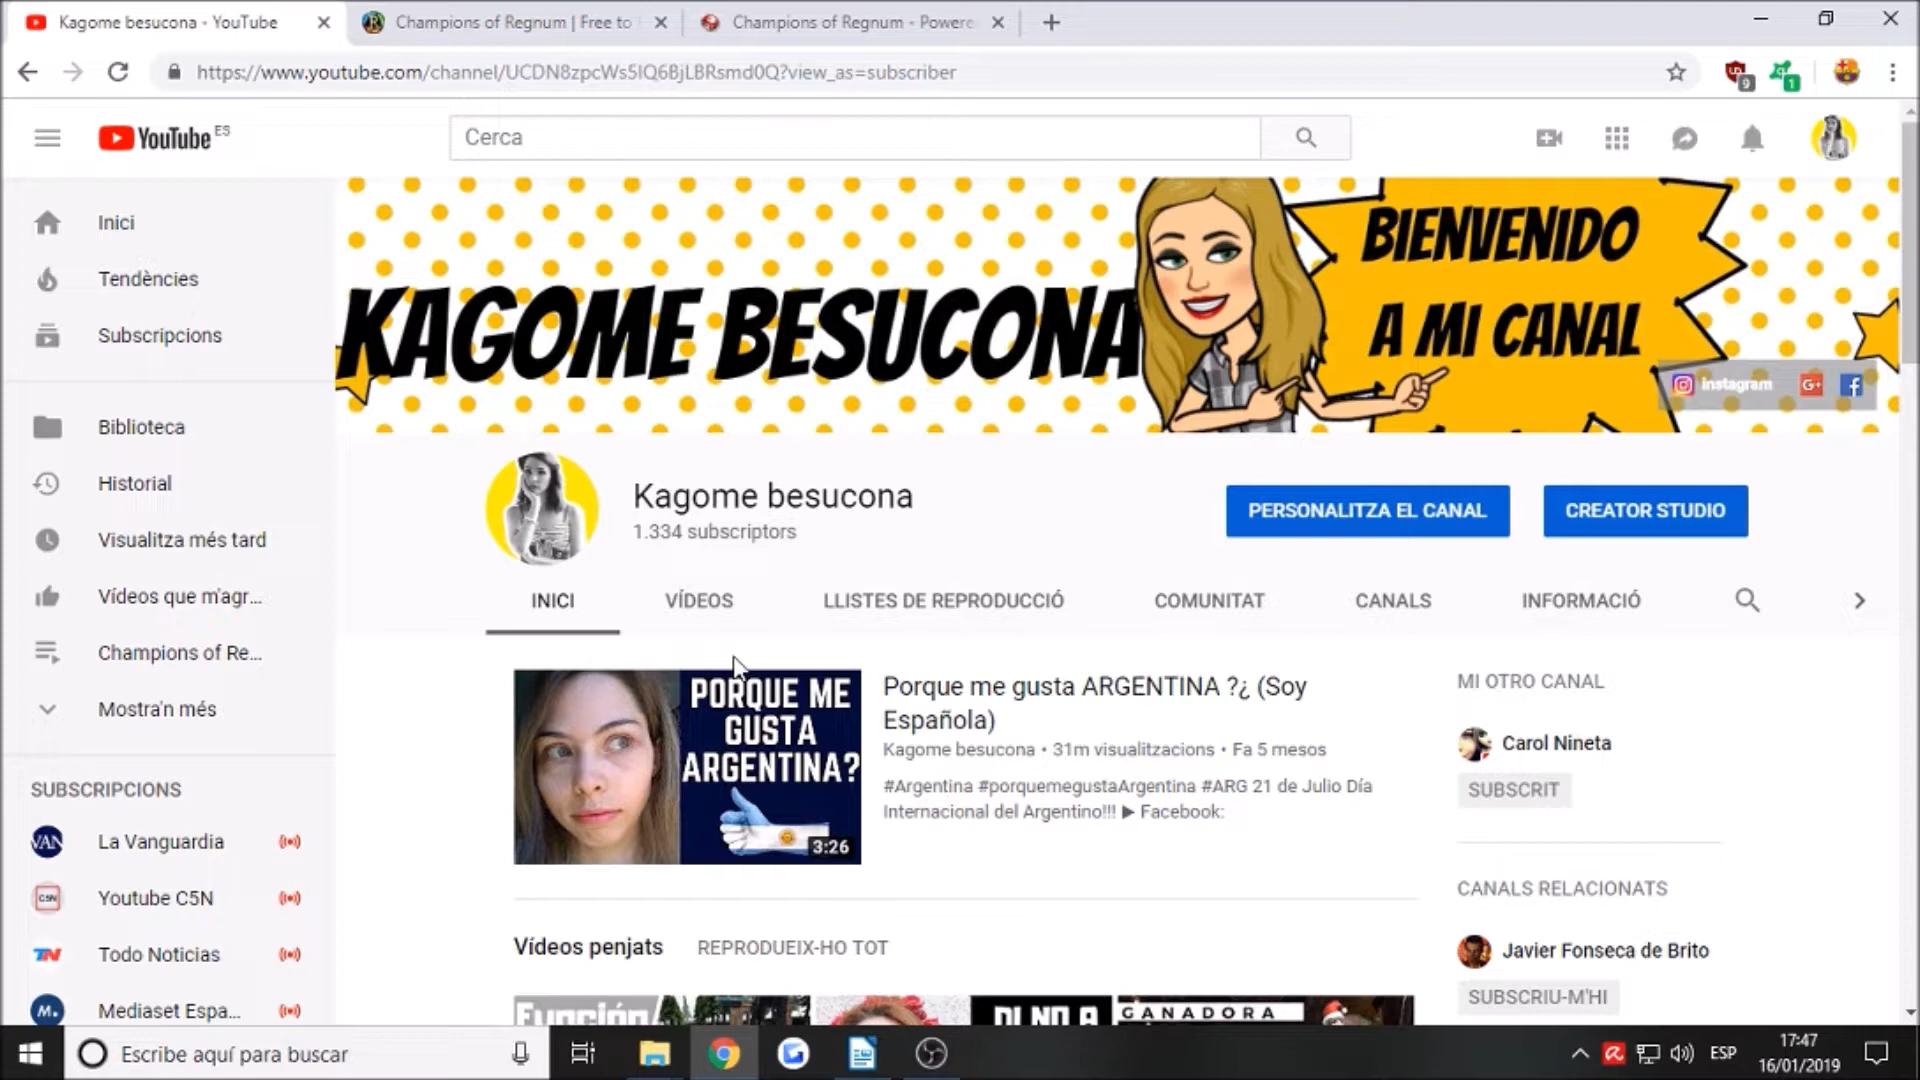 Kagome besucona - YouTube
Champions of Regnum | Free to
Champions of Regnum - Powere
https://www.youtube.com/channel/UCDN8zpcWs5IQ6BjLBRsmd0Q?view_as=subscriber
9
1
YouTube ES
Cerca
Inici
Tendències
Subscripcions
Biblioteca
Historial
Visualitza més tard
Vídeos que m'agr...
Champions of Re...
Mostra'n més
SUBSCRIPCIONS
La Vanguardia
Youtube C5N
Todo Noticias
Mediaset Espa...
VAN
C5N
TN
M.
KAGOME BESUCONA
BIENVENIDO
A MI CANAL
Instagram
G+
Kagome besucona
1.334 subscriptors
PERSONALITZA EL CANAL
CREATOR STUDIO
INICI
VÍDEOS
LLISTES DE REPRODUCCIÓ
COMUNITAT
CANALS
INFORMACIÓ
PORQUE ME
GUSTA
ARGENTINA?
3:26
Porque me gusta ARGENTINA ?¿ (Soy
Española)
Kagome besucona • 31m visualitzacions • Fa 5 mesos
#Argentina #porquemegustaArgentina #ARG 21 de Julio Día
Internacional del Argentino!!! ▶ Facebook:
MI OTRO CANAL
Carol Nineta
SUBSCRIT
CANALS RELACIONATS
Javier Fonseca de Brito
SUBSCRIU-M'HI
Vídeos penjats
REPRODUEIX-HO TOT
Función
DI NO A
GANADORA
Escribe aquí para buscar
ESP
17:47
16/01/2019